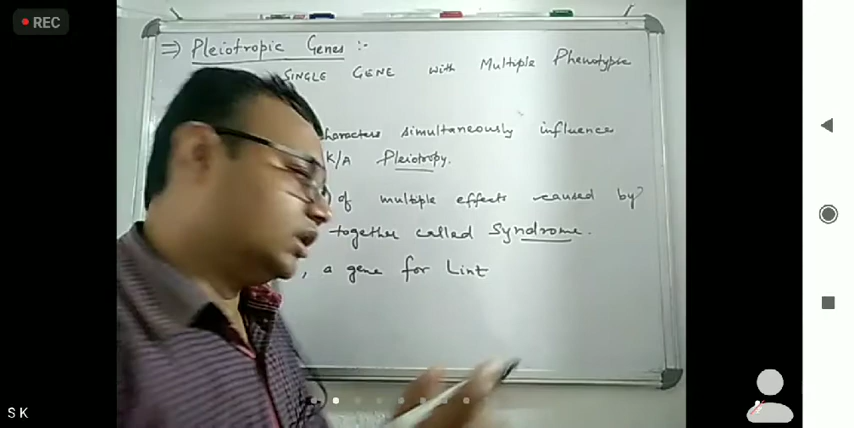 REC
⇒ Pleiotropic Genes :-
SINGLE GENE with Multiple Phenotypic
characters simultaneously influence
K/A Pleiotropy.
of multiple effects caused by
together called Syndrome.
, a gene for Lint
S K